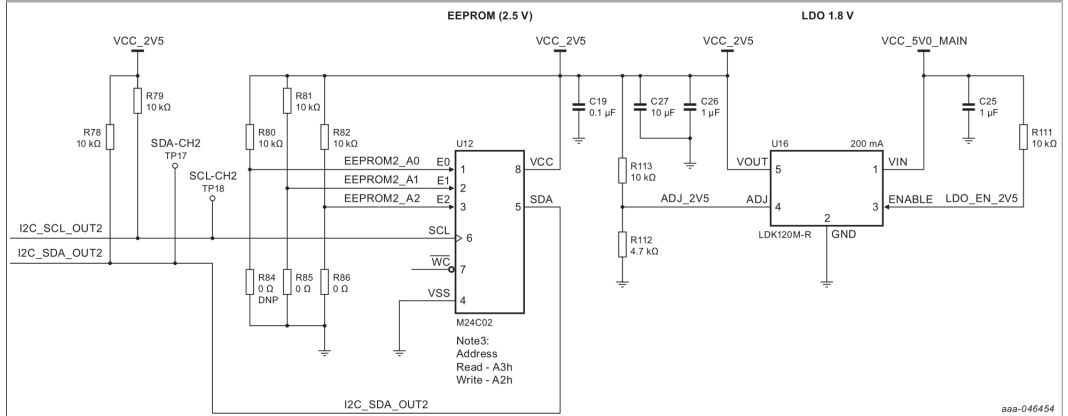 EEPROM (2.5 V)
LDO 1.8 V
VCC_2V5
VCC_2V5
VCC_2V5
VCC_5V0_MAIN
R79
10 kΩ
R78
10 kΩ
SDA-CH2
TP17
SCL-CH2
TP18
R81
10 kΩ
R80
10 kΩ
R82
10 kΩ
EEPROM2_A0
EEPROM2_A1
EEPROM2_A2
E0
E1
E2
1
2
3
U12
8
VCC
5
SDA
SCL
6
WC
7
VSS
4
M24C02
Note3:
Address
Read - A3h
Write - A2h
I2C_SCL_OUT2
I2C_SDA_OUT2
R84
0 Ω
DNP
R85
0 Ω
R86
0 Ω
I2C_SDA_OUT2
C19
0.1 µF
C27
10 µF
C26
1 µF
R113
10 kΩ
ADJ_2V5
R112
4.7 kΩ
U16
200 mA
VOUT
5
1
VIN
ADJ
4
3
ENABLE
LDO_EN_2V5
2
GND
LDK120M-R
C25
1 µF
R111
10 kΩ
aaa-046454